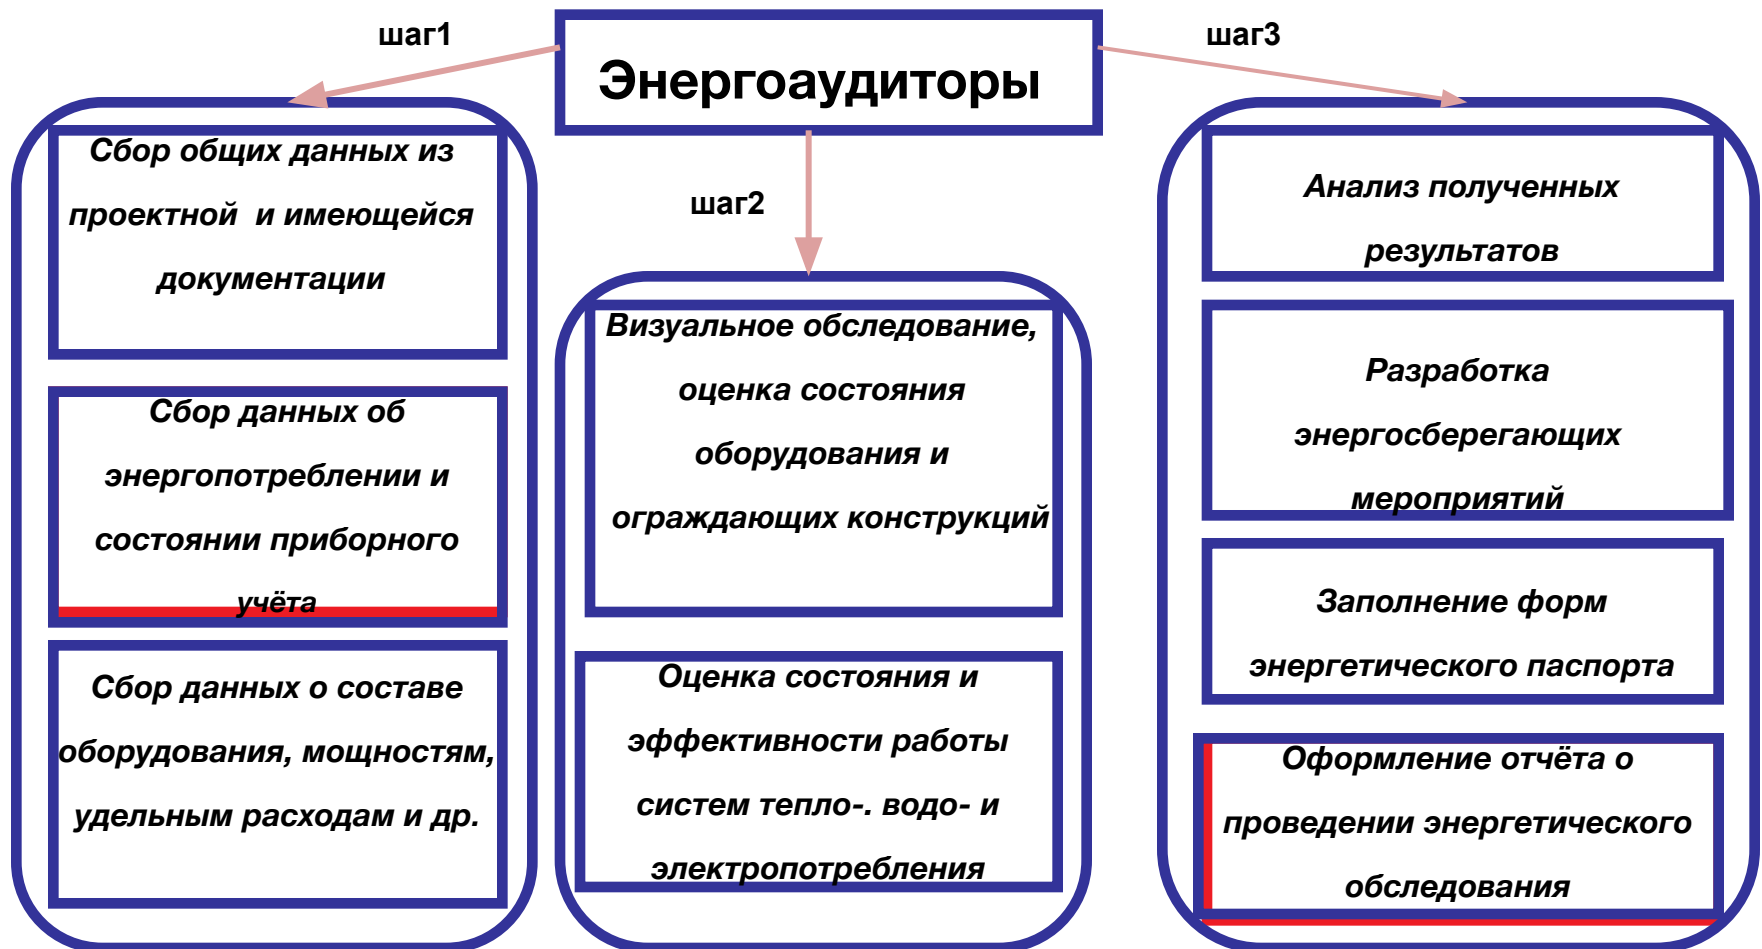 шаг1
Энергоаудиторы
шаг3
шаг2
Сбор общих данных из
проектной и имеющейся
документации
Сбор данных об
энергопотреблении и
состоянии приборного
учёта
Сбор данных о составе
оборудования, мощностям,
удельным расходам и др.
Визуальное обследование,
оценка состояния
оборудования и
ограждающих конструкций
Оценка состояния и
эффективности работы
систем тепло-. водо- и
электропотребления
Анализ полученных
результатов
Разработка
энергосберегающих
мероприятий
Заполнение форм
энергетического паспорта
Оформление отчёта о
проведении энергетического
обследования